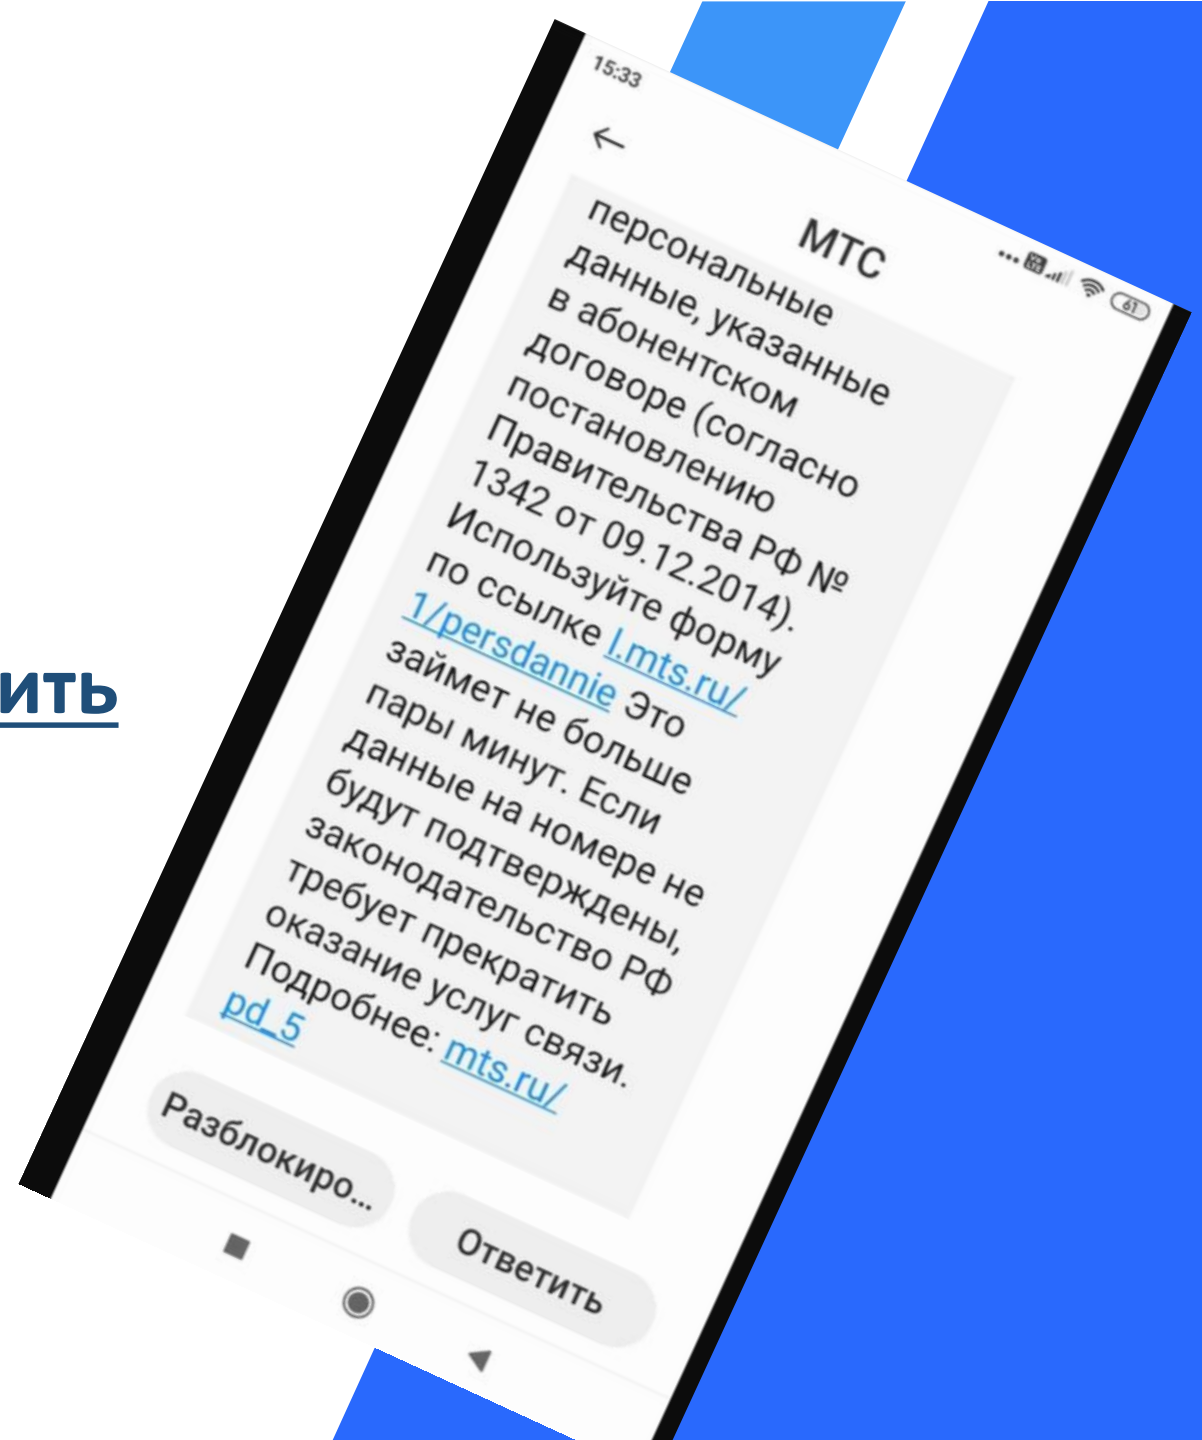 15:33
61
МТС
персональные
данные, указанные
в абонентском
договоре (согласно
постановлению
Правительства РФ №
1342 от 09.12.2014).
Используйте форму
по ссылке l.mts.ru/
1/persdannie Это
займет не больше
пары минут. Если
данные на номере не
будут подтверждены,
законодательство РФ
требует прекратить
оказание услуг связи.
Подробнее: mts.ru/
pd_5
Разблокиро...
Ответить
ить